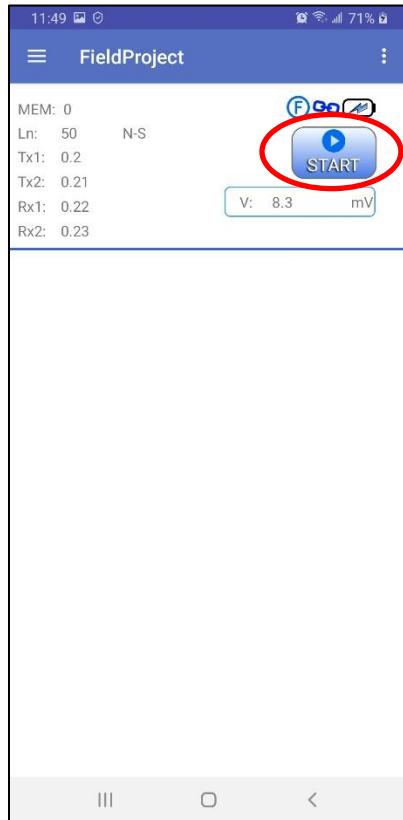 11:49 71%
FieldProject
MEM: 0 F
Ln: 50 N-S
START
Tx1: 0.2
Tx2: 0.21
Rx1: 0.22
V: 8.3 mV
Rx2: 0.23